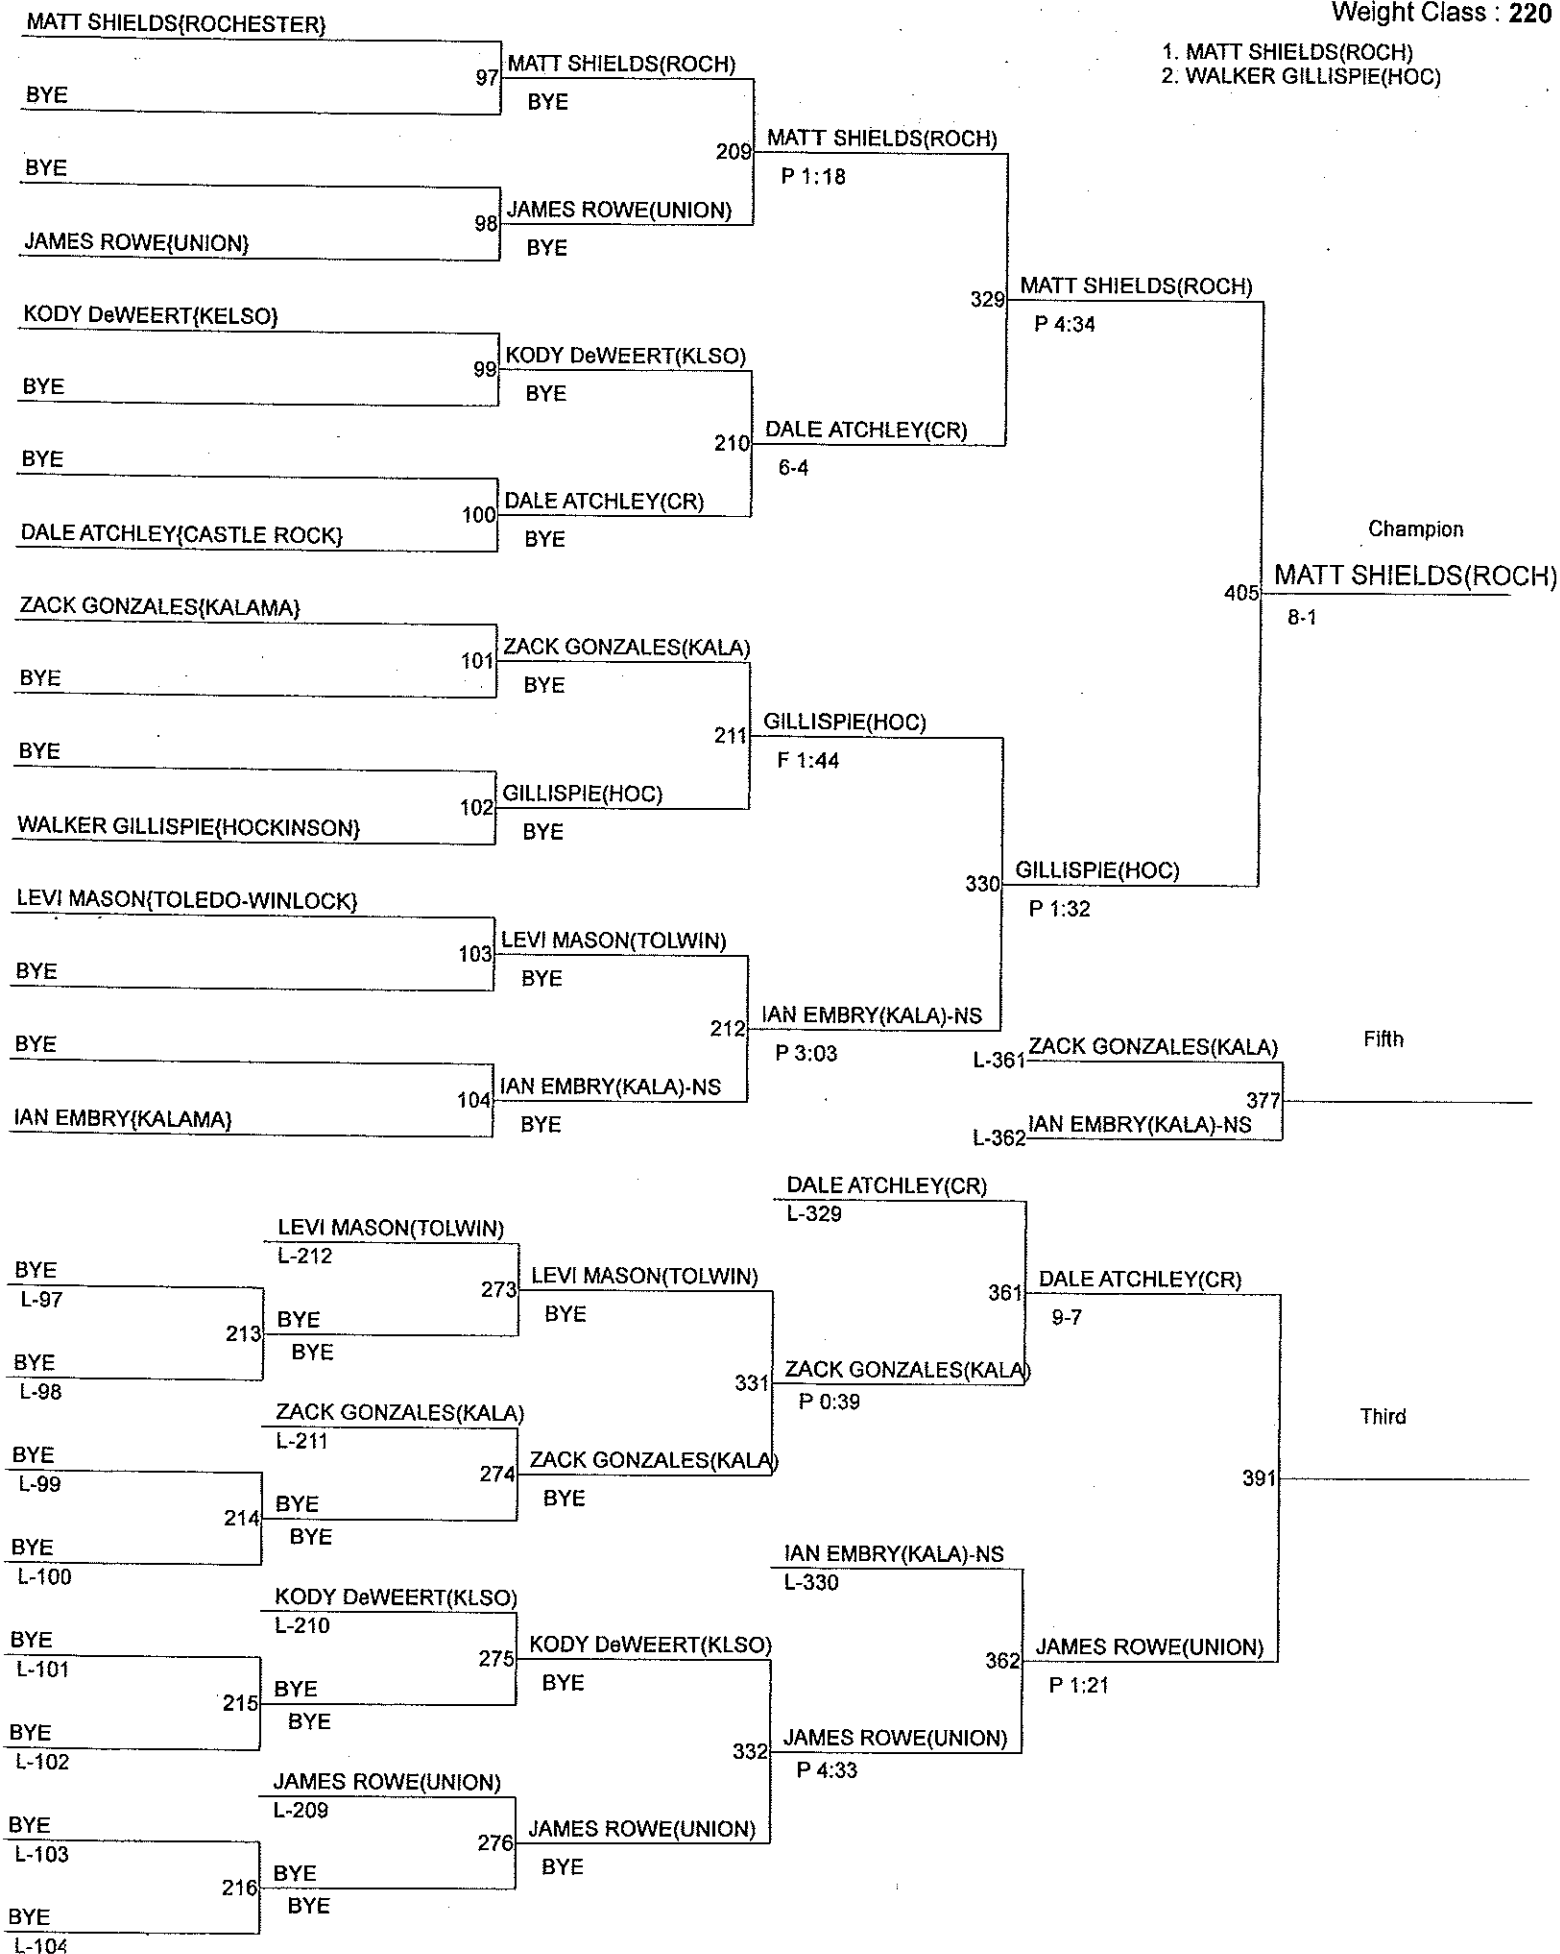 Weight Class : 220
1. MATT SHIELDS(ROCH)
2. WALKER GILLISPIE(HOC)
MATT SHIELDS{ROCHESTER}
97
MATT SHIELDS(ROCH)
BYE
BYE
209
MATT SHIELDS(ROCH)
P 1:18
BYE
98
JAMES ROWE(UNION)
BYE
JAMES ROWE{UNION}
329
MATT SHIELDS(ROCH)
P 4:34
KODY DeWEERT{KELSO}
99
KODY DeWEERT(KLSO)
BYE
BYE
210
DALE ATCHLEY(CR)
6-4
BYE
100
DALE ATCHLEY(CR)
BYE
DALE ATCHLEY{CASTLE ROCK}
Champion
405
MATT SHIELDS(ROCH)
8-1
ZACK GONZALES{KALAMA}
101
ZACK GONZALES(KALA)
BYE
BYE
211
GILLISPIE(HOC)
F 1:44
BYE
102
GILLISPIE(HOC)
BYE
WALKER GILLISPIE{HOCKINSON}
330
GILLISPIE(HOC)
P 1:32
LEVI MASON{TOLEDO-WINLOCK}
103
LEVI MASON(TOLWIN)
BYE
BYE
212
IAN EMBRY(KALA)-NS
P 3:03
BYE
104
IAN EMBRY(KALA)-NS
BYE
IAN EMBRY{KALAMA}
L-361
ZACK GONZALES(KALA)
Fifth
377
L-362
IAN EMBRY(KALA)-NS
DALE ATCHLEY(CR)
L-329
LEVI MASON(TOLWIN)
L-212
BYE
L-97
273
LEVI MASON(TOLWIN)
BYE
361
DALE ATCHLEY(CR)
9-7
213
BYE
BYE
BYE
L-98
331
ZACK GONZALES(KALA)
P 0:39
ZACK GONZALES(KALA)
L-211
Third
BYE
L-99
274
ZACK GONZALES(KALA)
BYE
391
214
BYE
BYE
BYE
L-100
IAN EMBRY(KALA)-NS
L-330
KODY DeWEERT(KLSO)
L-210
BYE
L-101
275
KODY DeWEERT(KLSO)
BYE
362
JAMES ROWE(UNION)
P 1:21
215
BYE
BYE
BYE
L-102
332
JAMES ROWE(UNION)
P 4:33
JAMES ROWE(UNION)
L-209
BYE
L-103
276
JAMES ROWE(UNION)
BYE
216
BYE
BYE
BYE
L-104